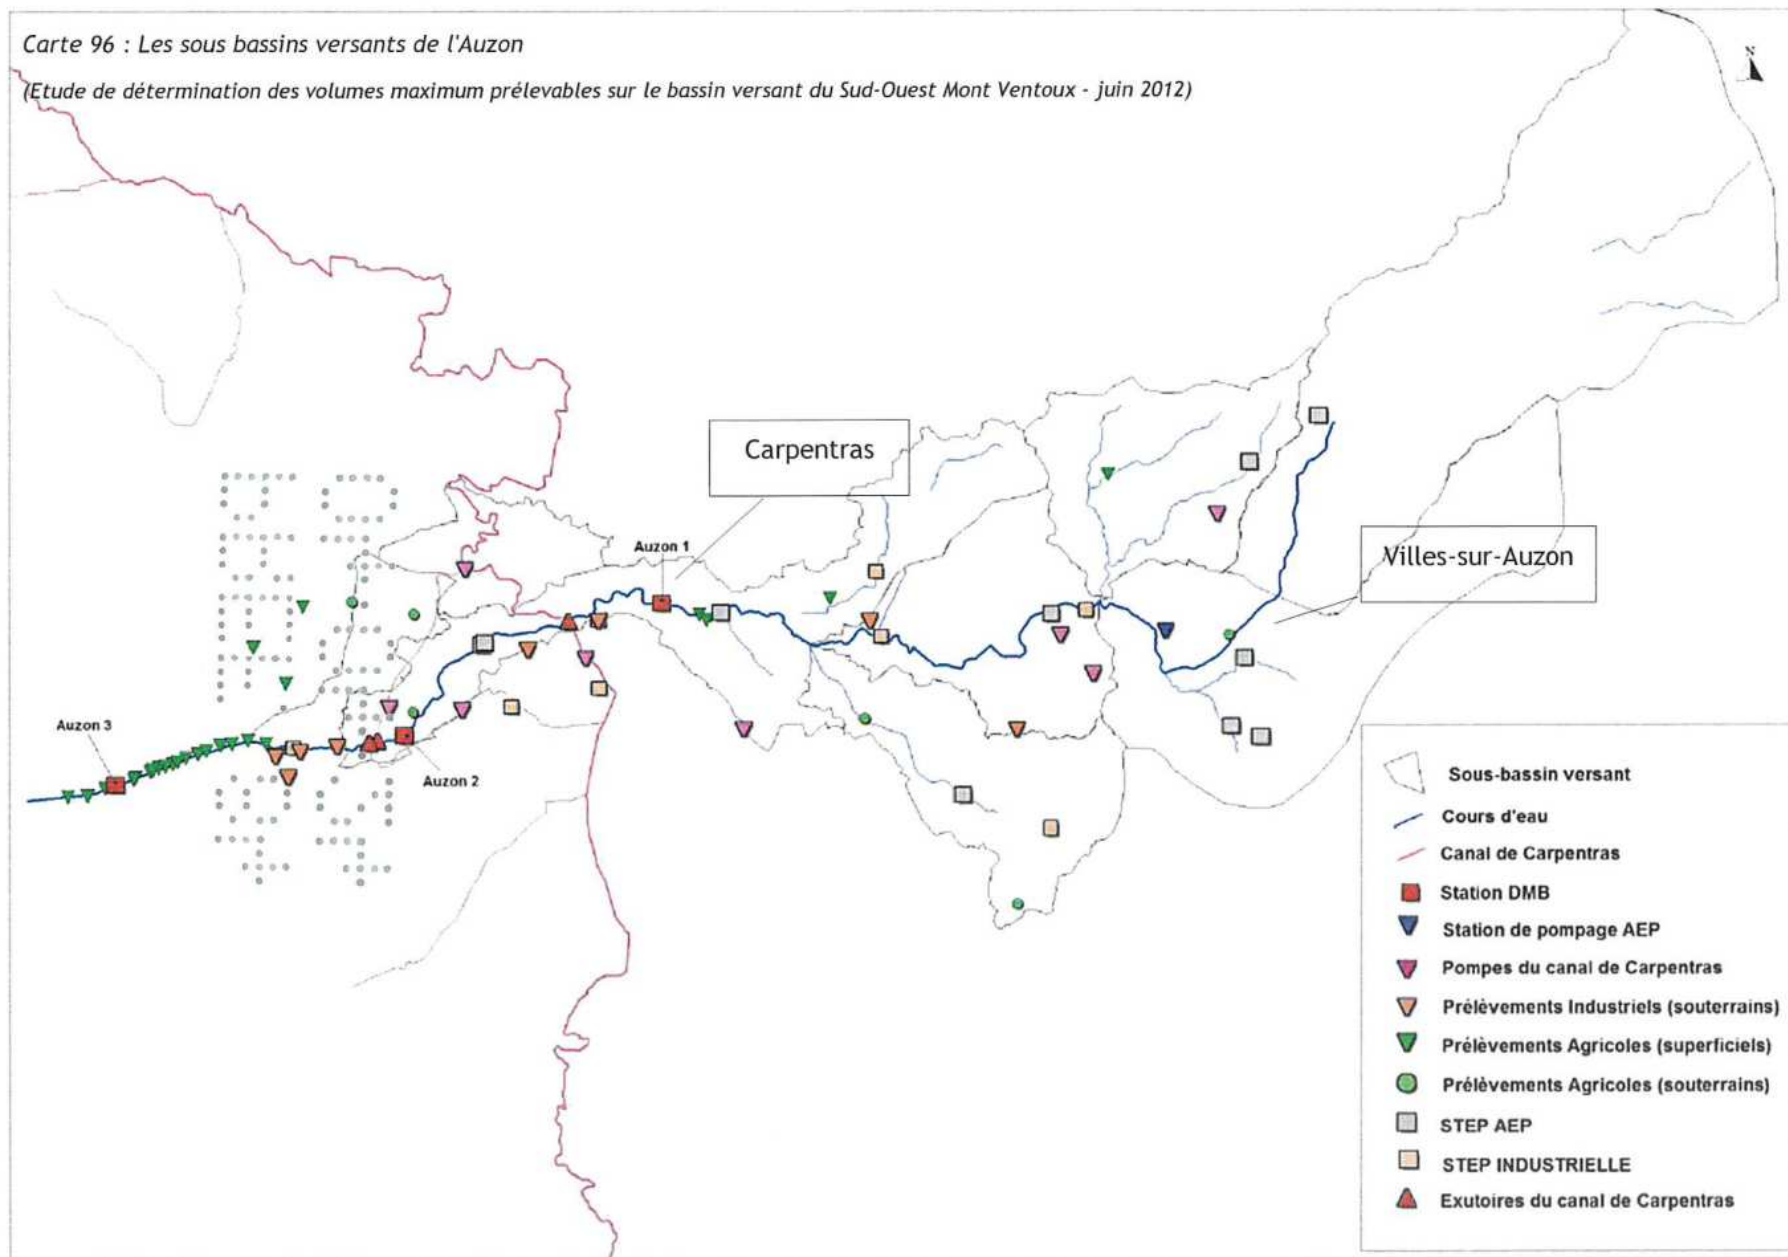 Carte 96 : Les sous bassins versants de l'Auzon
(Etude de détermination des volumes maximum prélevables sur le bassin versant du Sud-Ouest Mont Ventoux - juin 2012)
N
Carpentras
Auzon 1
Villes-sur-Auzon
Auzon 3
Auzon 2
Sous-bassin versant
Cours d'eau
Canal de Carpentras
Station DMB
Station de pompage AEP
Pompes du canal de Carpentras
Prélèvements Industriels (souterrains)
Prélèvements Agricoles (superficiels)
Prélèvements Agricoles (souterrains)
STEP AEP
STEP INDUSTRIELLE
Exutoires du canal de Carpentras